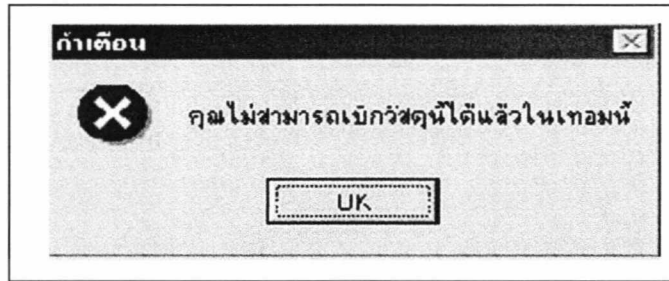 คำเตือน
คุณไม่สามารถเบิกวัสดุนี้ได้แล้วในเทอมนี้
OK